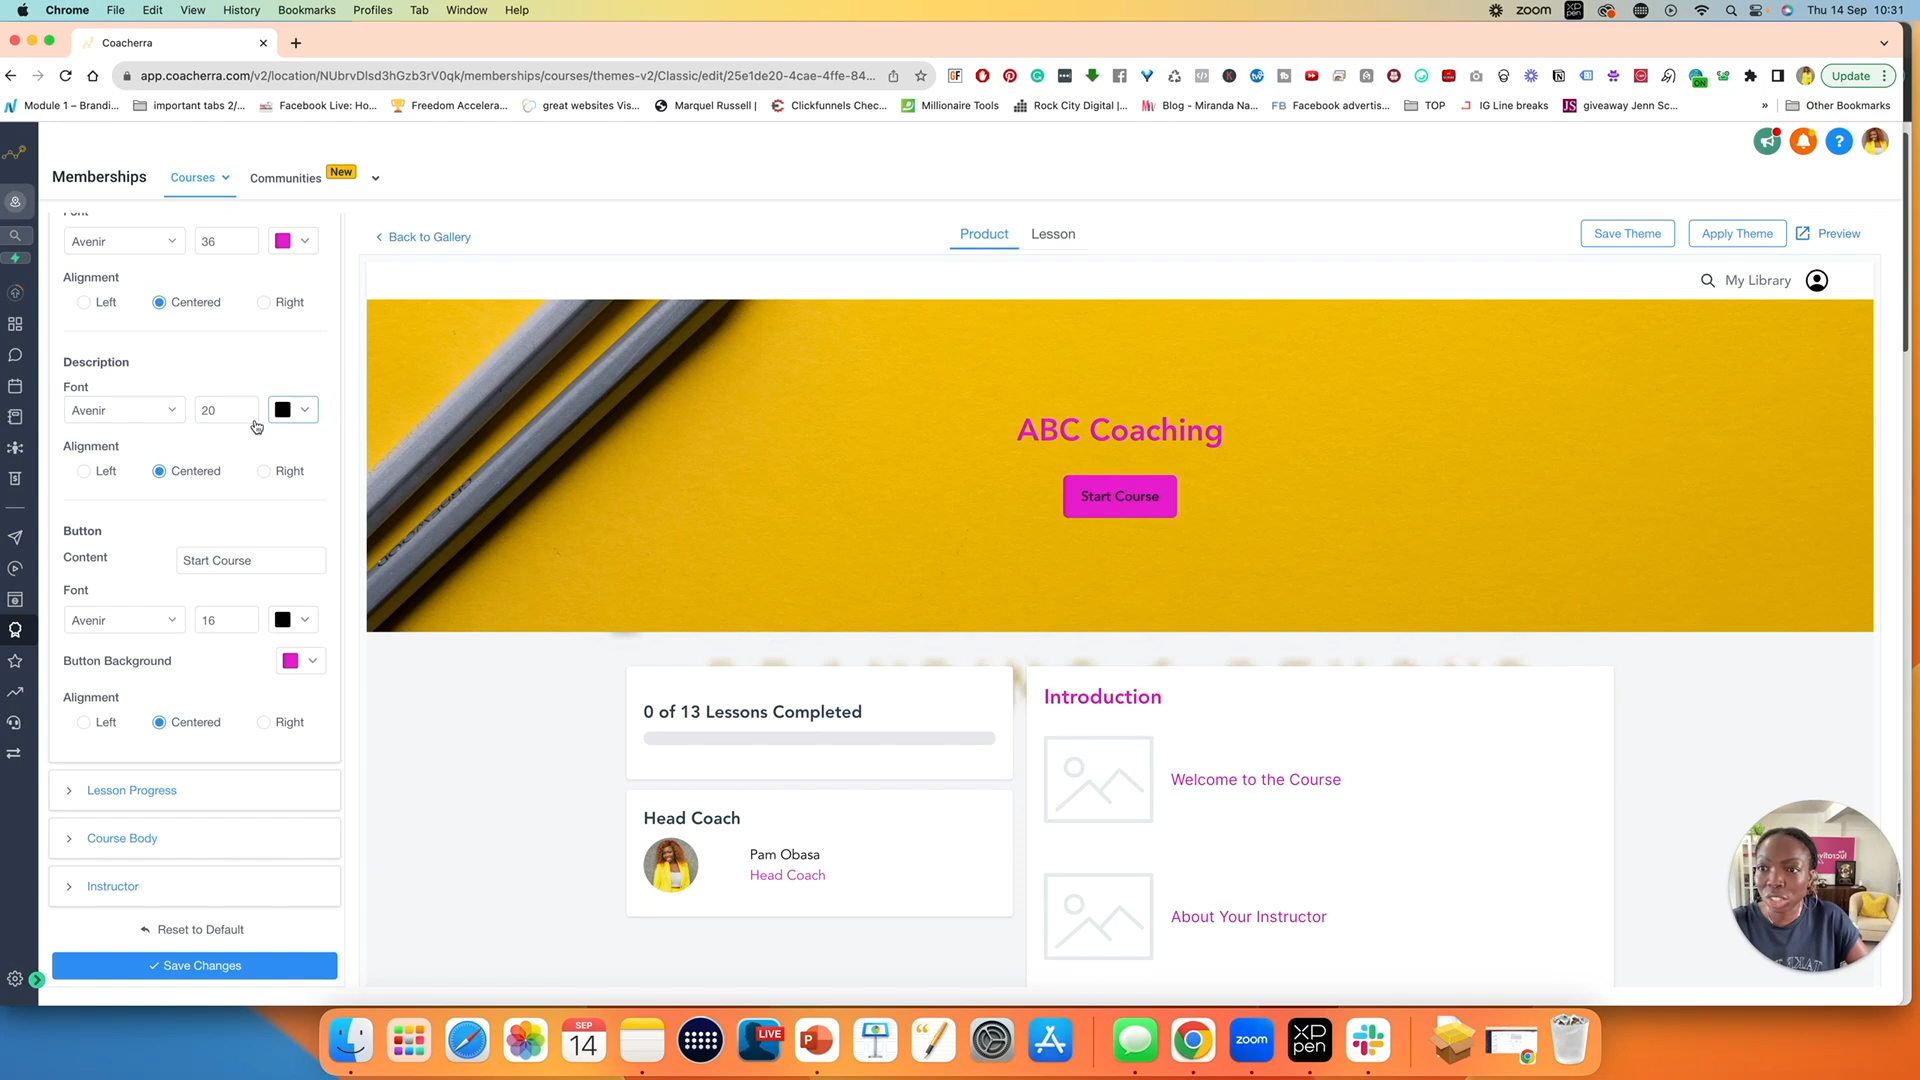 Chrome File Edit View History Bookmarks Profiles Tab Window Help
zoom XP PEN Thu 14 Sep 10:31
Coacherra
app.coacherra.com/v2/location/NUbrvDlsd3hGzb3rV0qk/memberships/courses/themes-v2/Classic/edit/25e1de20-4cae-4ffe-84...
GF ON Update
Module 1 – Brandi... important tabs 2/... Facebook Live: Ho... Freedom Accelera... great websites Vis... Marquel Russell | Clickfunnels Chec... Millionaire Tools Rock City Digital |... Blog - Miranda Na... FB Facebook advertis... TOP IG Line breaks JS giveaway Jenn Sc... » Other Bookmarks
Memberships Courses Communities New
Font
Avenir 36
Alignment
Left Centered Right
Description
Font
Avenir 20
Alignment
Left Centered Right
Button
Content Start Course
Font
Avenir 16
Button Background
Alignment
Left Centered Right
Lesson Progress
Course Body
Instructor
Reset to Default
Save Changes
Back to Gallery
Product Lesson
Save Theme Apply Theme Preview
My Library
ABC Coaching
Start Course
0 of 13 Lessons Completed
Head Coach
Pam Obasa
Head Coach
Introduction
Welcome to the Course
About Your Instructor
SEP
14
LIVE
zoom
XP
PEN